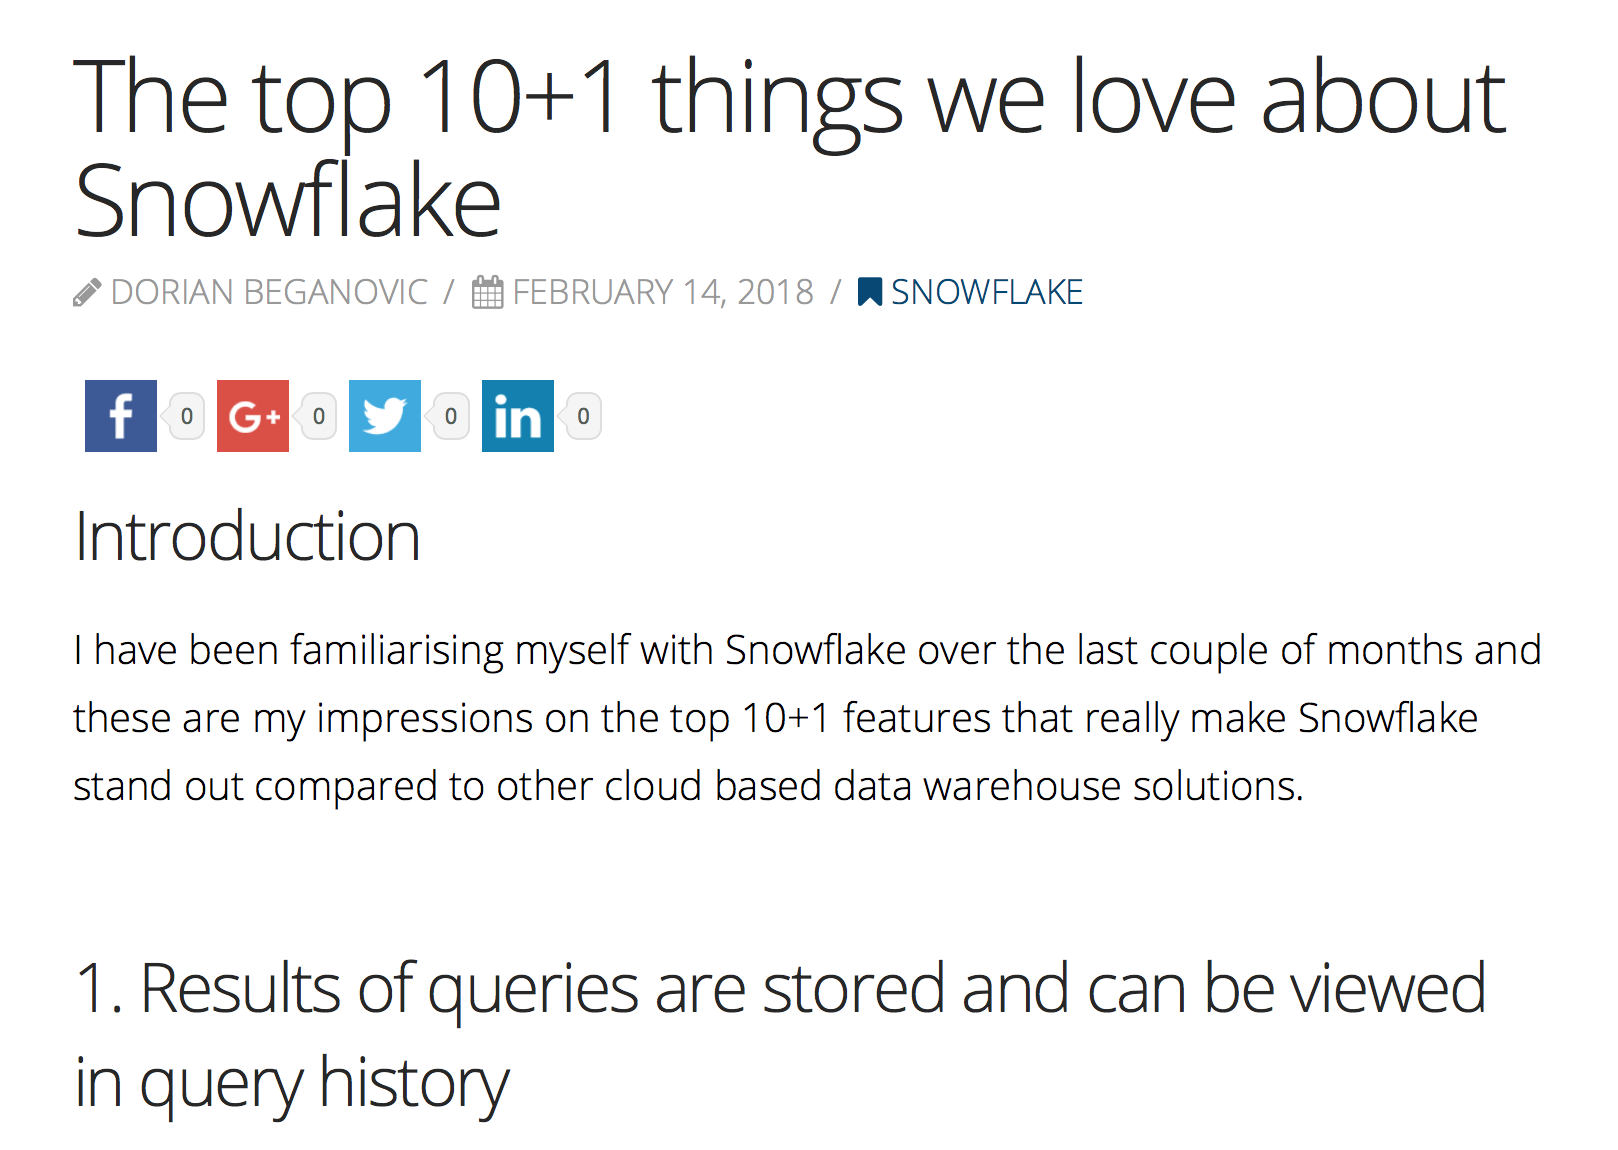 The top 10+1 things we love about
Snowflake
DORIAN BEGANOVIC / FEBRUARY 14, 2018 / SNOWFLAKE
f 0 G+ 0 0 in 0
Introduction
I have been familiarising myself with Snowflake over the last couple of months and
these are my impressions on the top 10+1 features that really make Snowflake
stand out compared to other cloud based data warehouse solutions.
1. Results of queries are stored and can be viewed
in query history